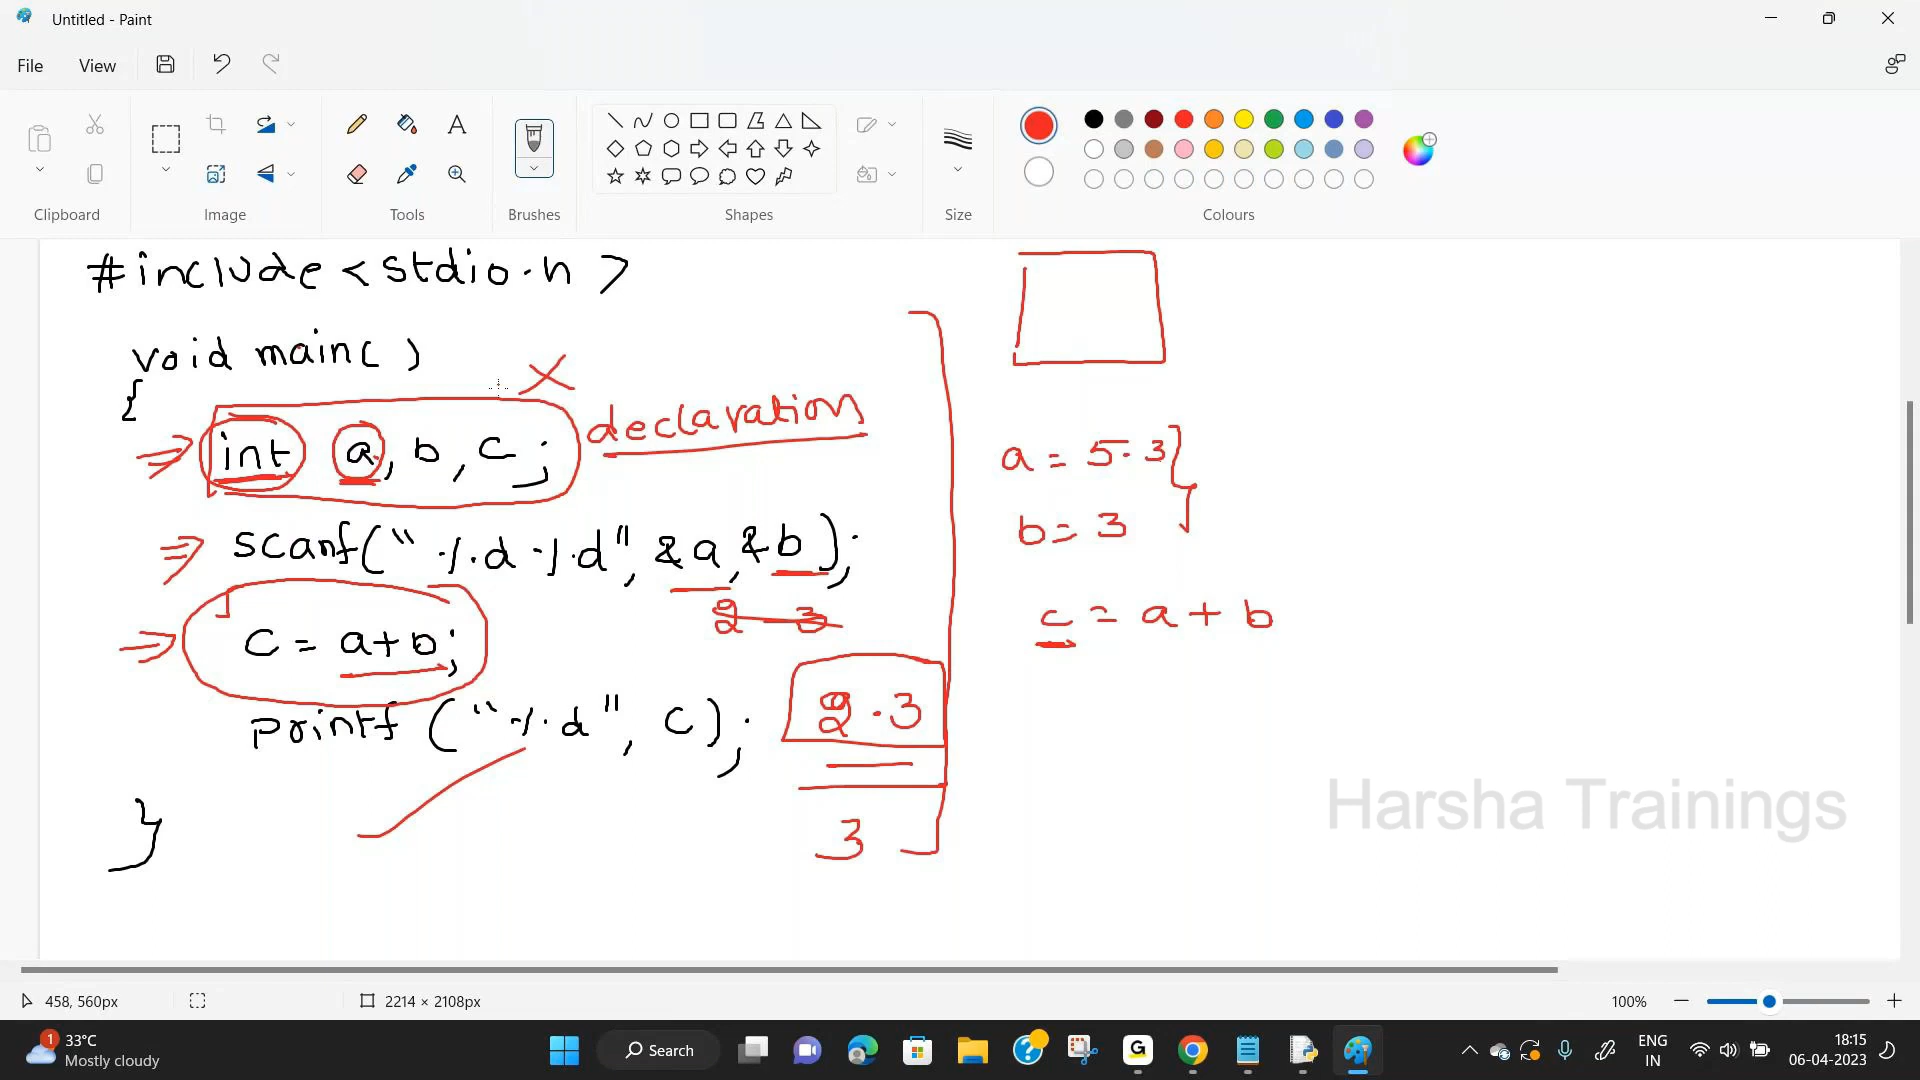 Untitled - Paint
File View
Clipboard Image Tools Brushes Shapes Size Colours
#include <stdio.h>
void main( )
{
int a, b, c;
declaration
scanf("%d %d", &a, &b);
2 3
c = a+b;
printf ("%d", c);
2.3
3
}
a = 5.3
b = 3
c = a + b
Harsha Trainings
458, 560px
2214 × 2108px
100%
1
33°C
Mostly cloudy
Search
ENG
IN
18:15
06-04-2023